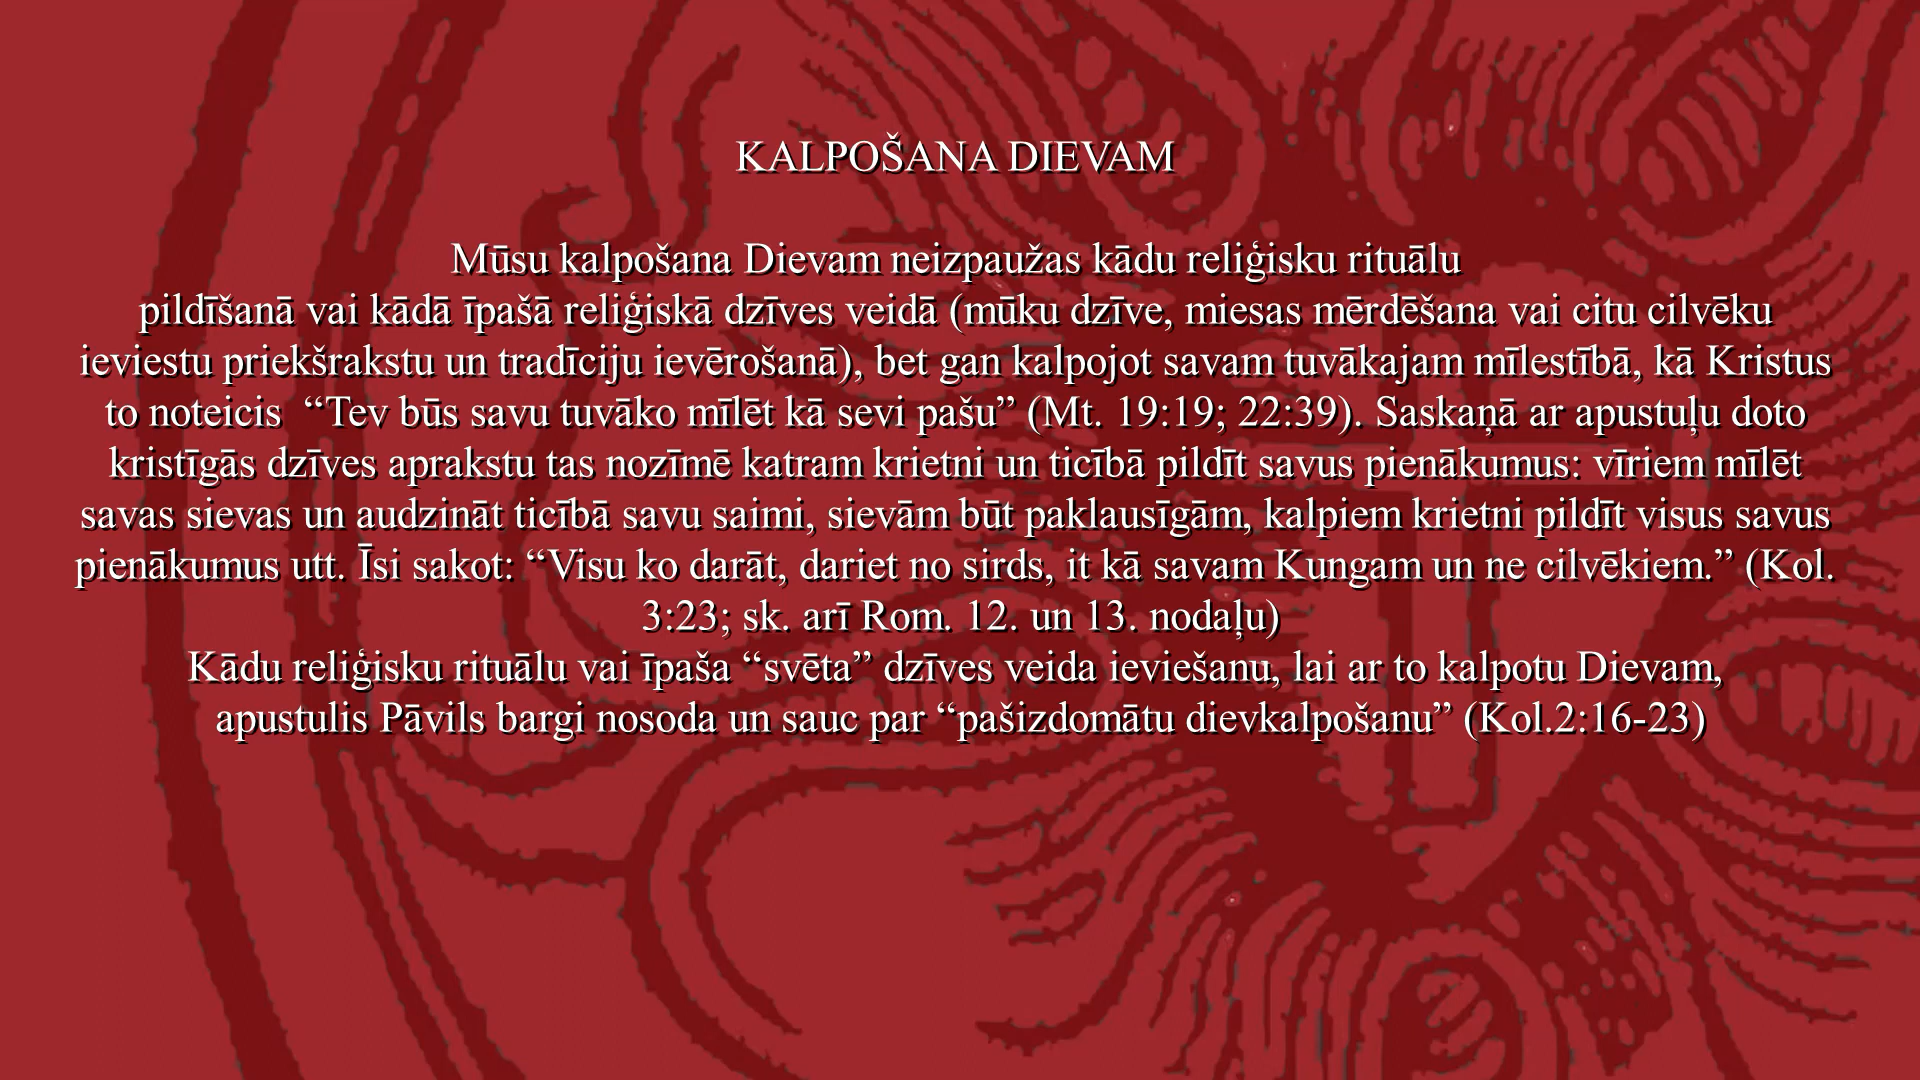 KALPOŠANA DIEVAM
Mūsu kalpošana Dievam neizpaužas kādu reliģisku rituālu
pildīšanā vai kādā īpašā reliģiskā dzīves veidā (mūku dzīve, miesas mērdēšana vai citu cilvēku
ieviestu priekšrakstu un tradīciju ievērošanā), bet gan kalpojot savam tuvākajam mīlestībā, kā Kristus
to noteicis “Tev būs savu tuvāko mīlēt kā sevi pašu” (Mt. 19:19; 22:39). Saskaņā ar apustuļu doto
kristīgās dzīves aprakstu tas nozīmē katram krietni un ticībā pildīt savus pienākumus: vīriem mīlēt
savas sievas un audzināt ticībā savu saimi, sievām būt paklausīgām, kalpiem krietni pildīt visus savus
pienākumus utt. Īsi sakot: “Visu ko darāt, dariet no sirds, it kā savam Kungam un ne cilvēkiem.” (Kol.
3:23; sk. arī Rom. 12. un 13. nodaļu)
Kādu reliģisku rituālu vai īpaša “svēta” dzīves veida ieviešanu, lai ar to kalpotu Dievam,
apustulis Pāvils bargi nosoda un sauc par “pašizdomātu dievkalpošanu” (Kol.2:16-23)